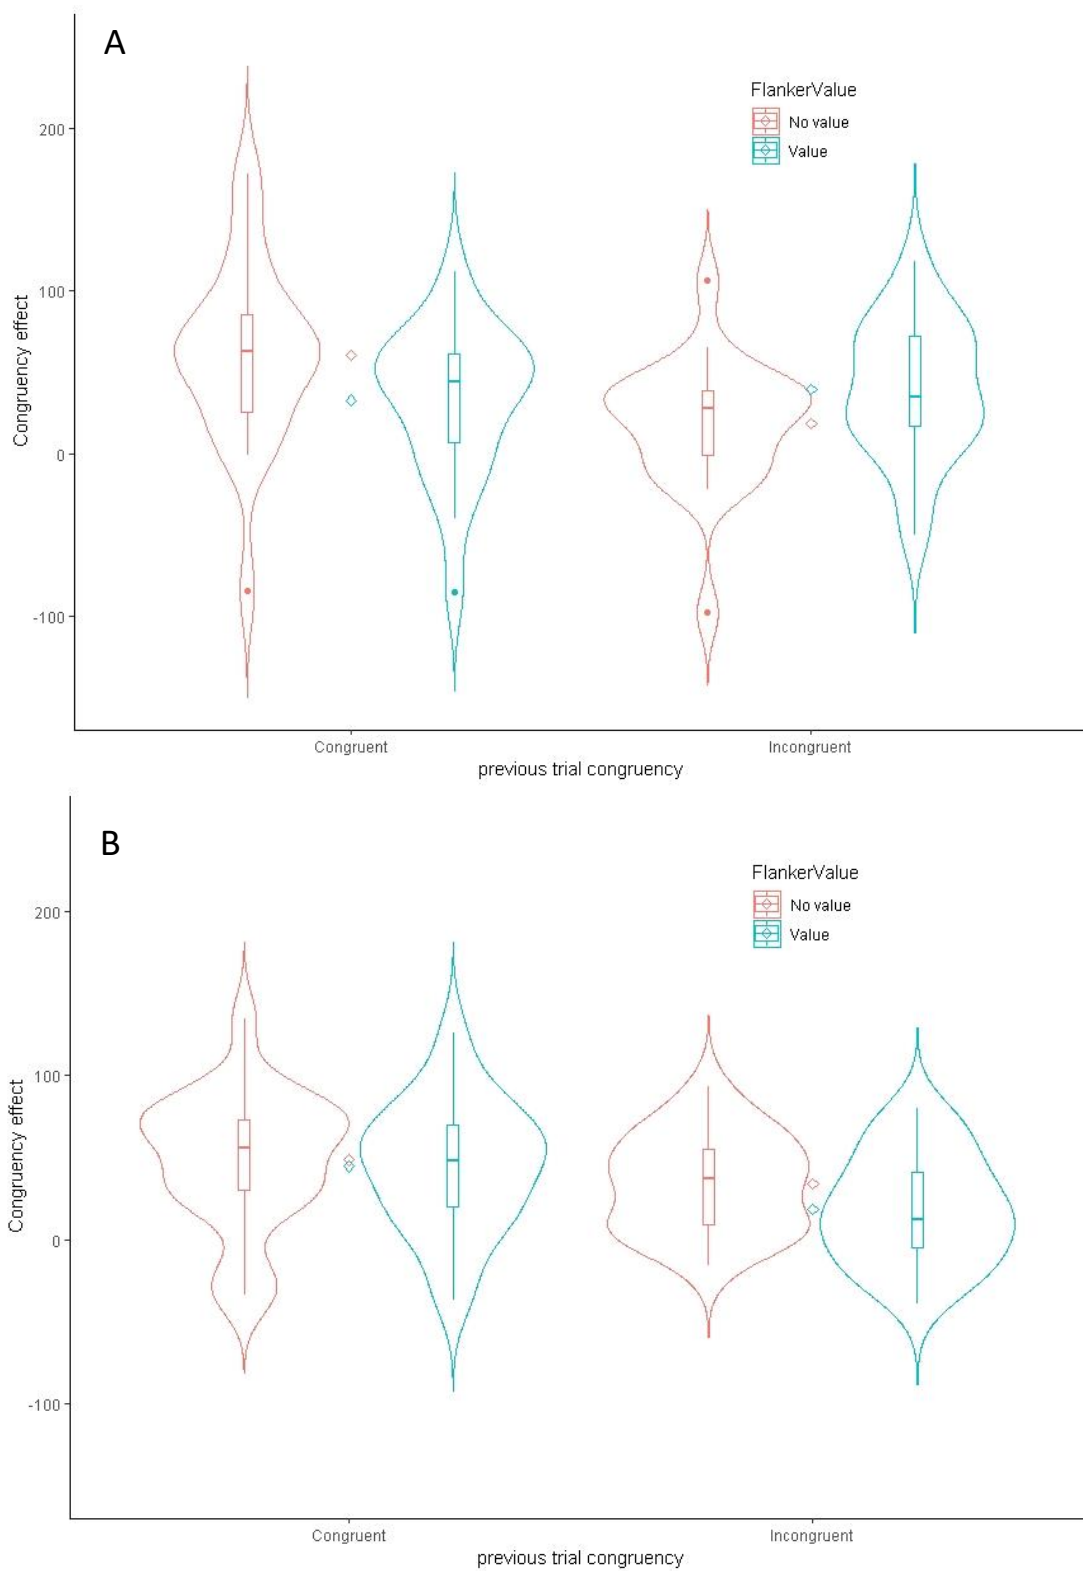 A
FlankerValue
No value
Value
200
100
0
-100
Congruency effect
Congruent
Incongruent
previous trial congruency
B
FlankerValue
No value
Value
200
100
0
-100
Congruency effect
Congruent
Incongruent
previous trial congruency